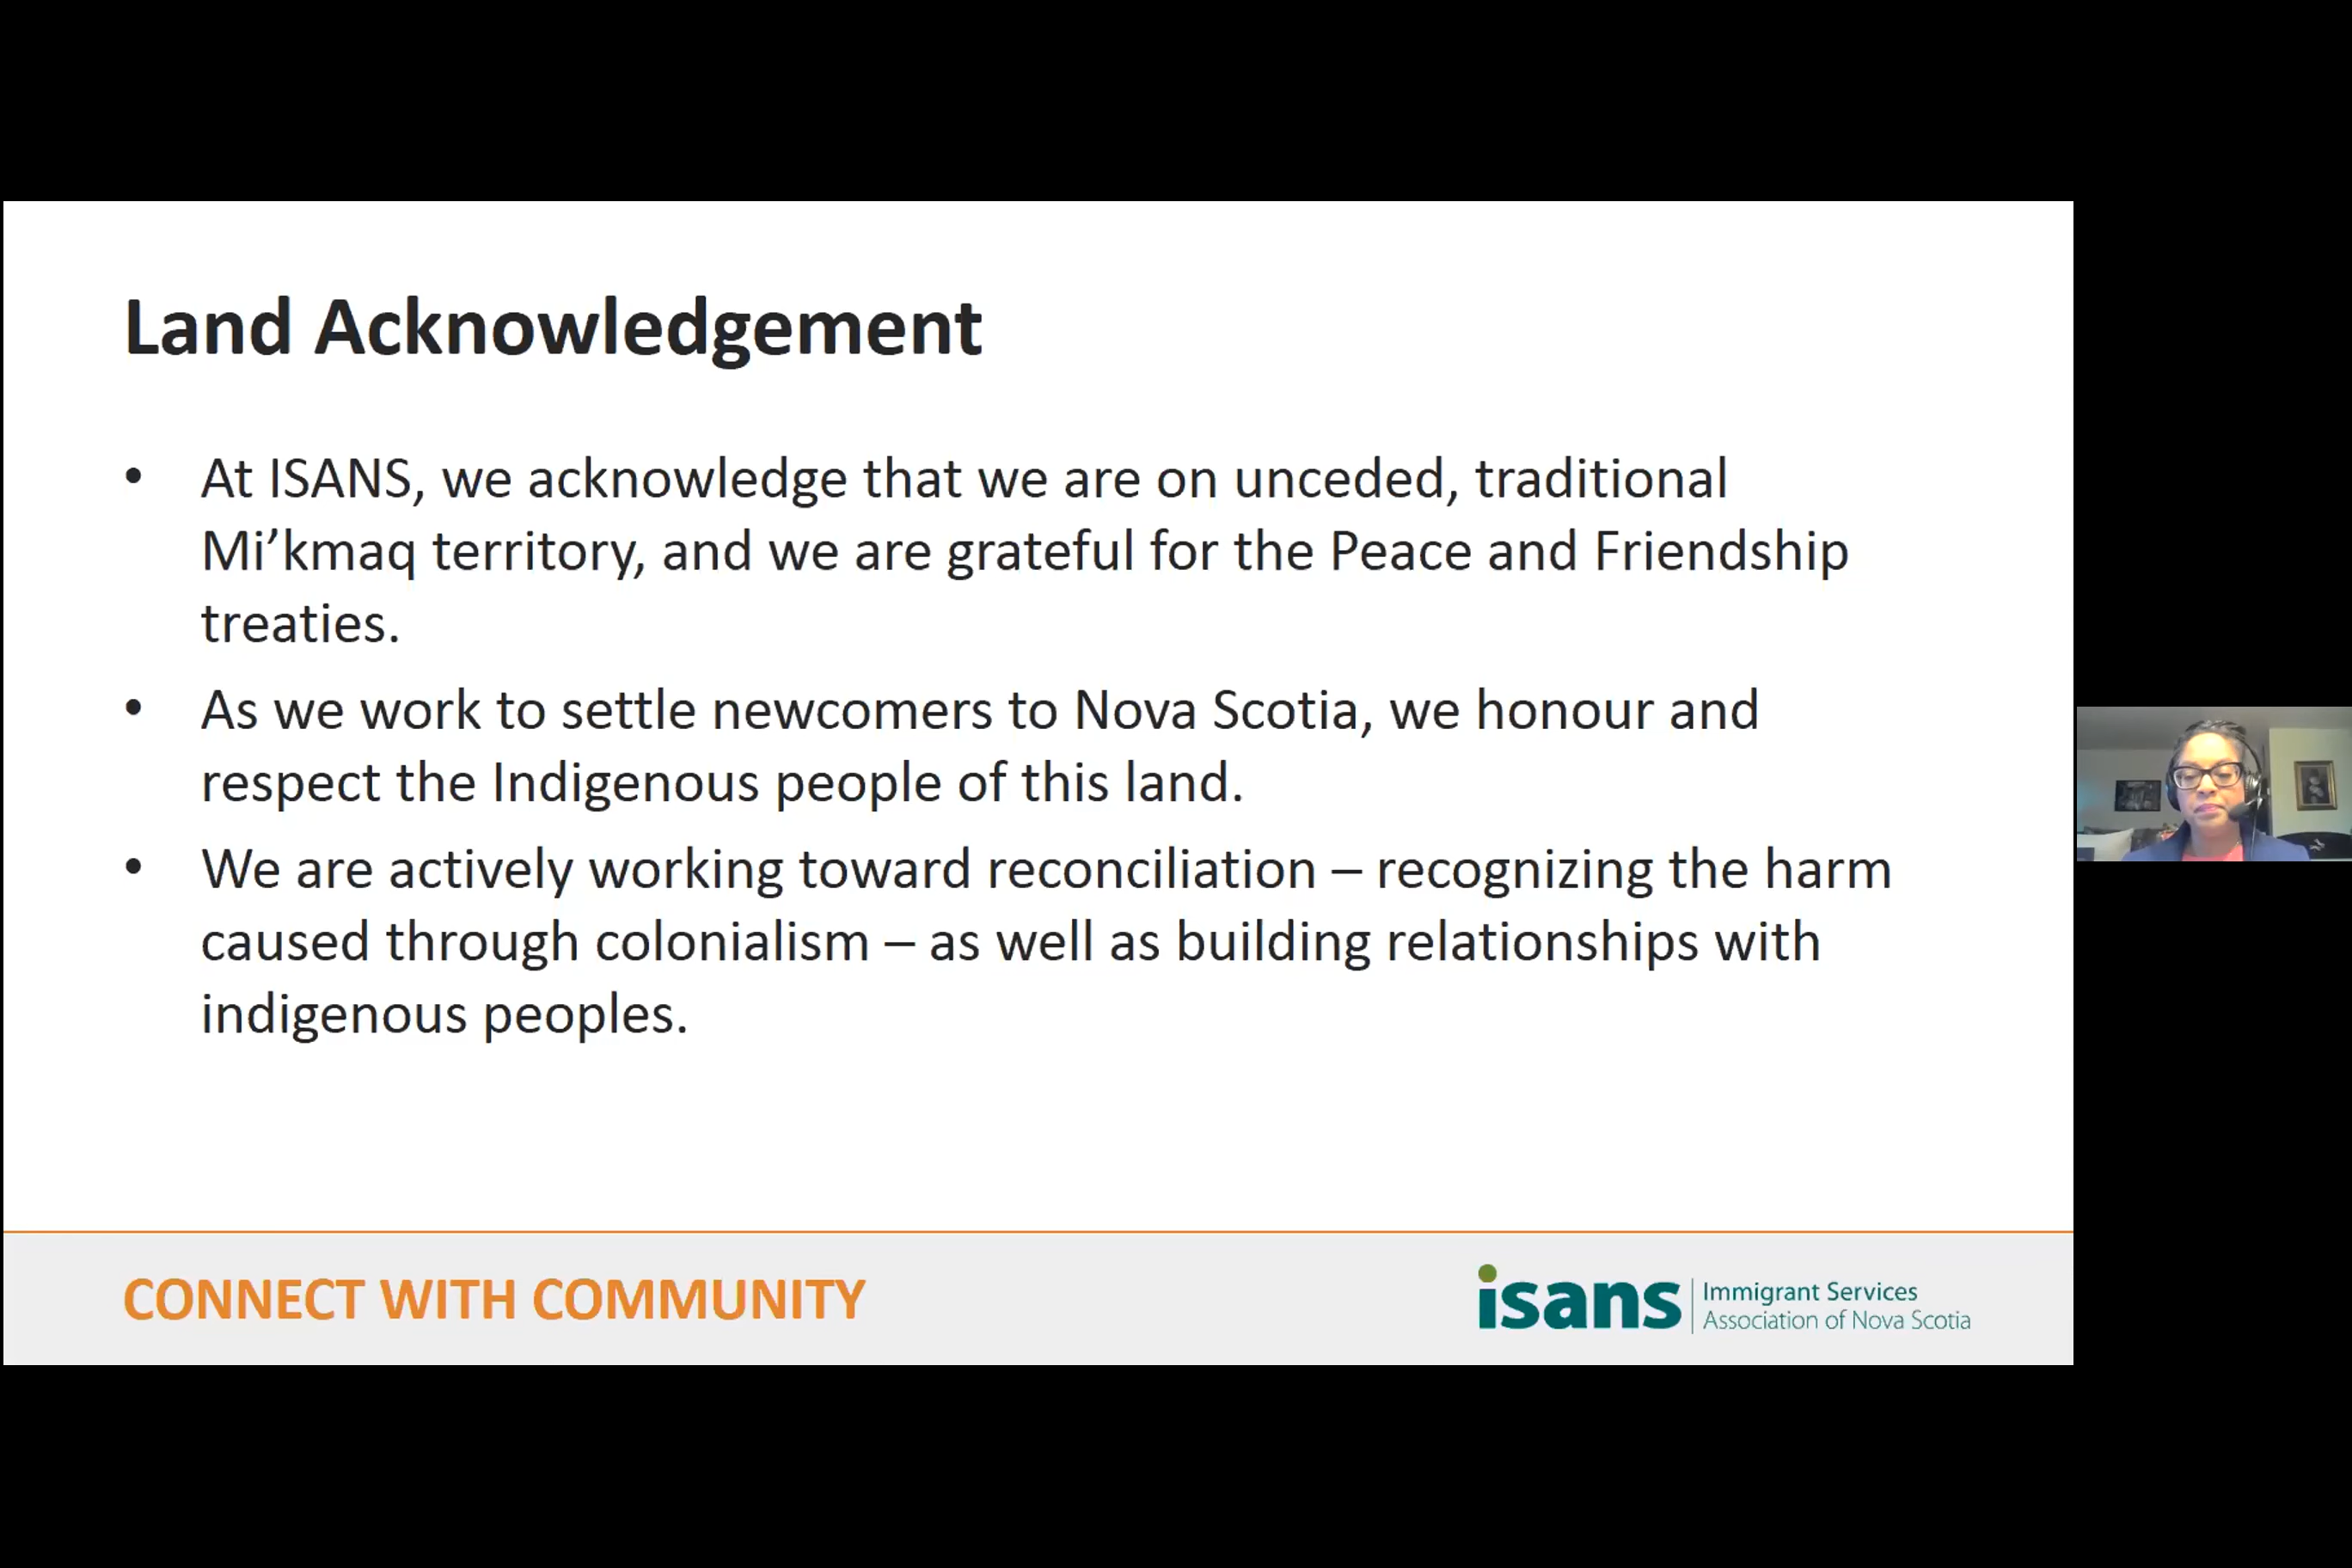 Land Acknowledgement
• At ISANS, we acknowledge that we are on unceded, traditional
Mi’kmaq territory, and we are grateful for the Peace and Friendship
treaties.
• As we work to settle newcomers to Nova Scotia, we honour and
respect the Indigenous people of this land.
• We are actively working toward reconciliation – recognizing the harm
caused through colonialism – as well as building relationships with
indigenous peoples.
CONNECT WITH COMMUNITY
isans
Immigrant Services
Association of Nova Scotia